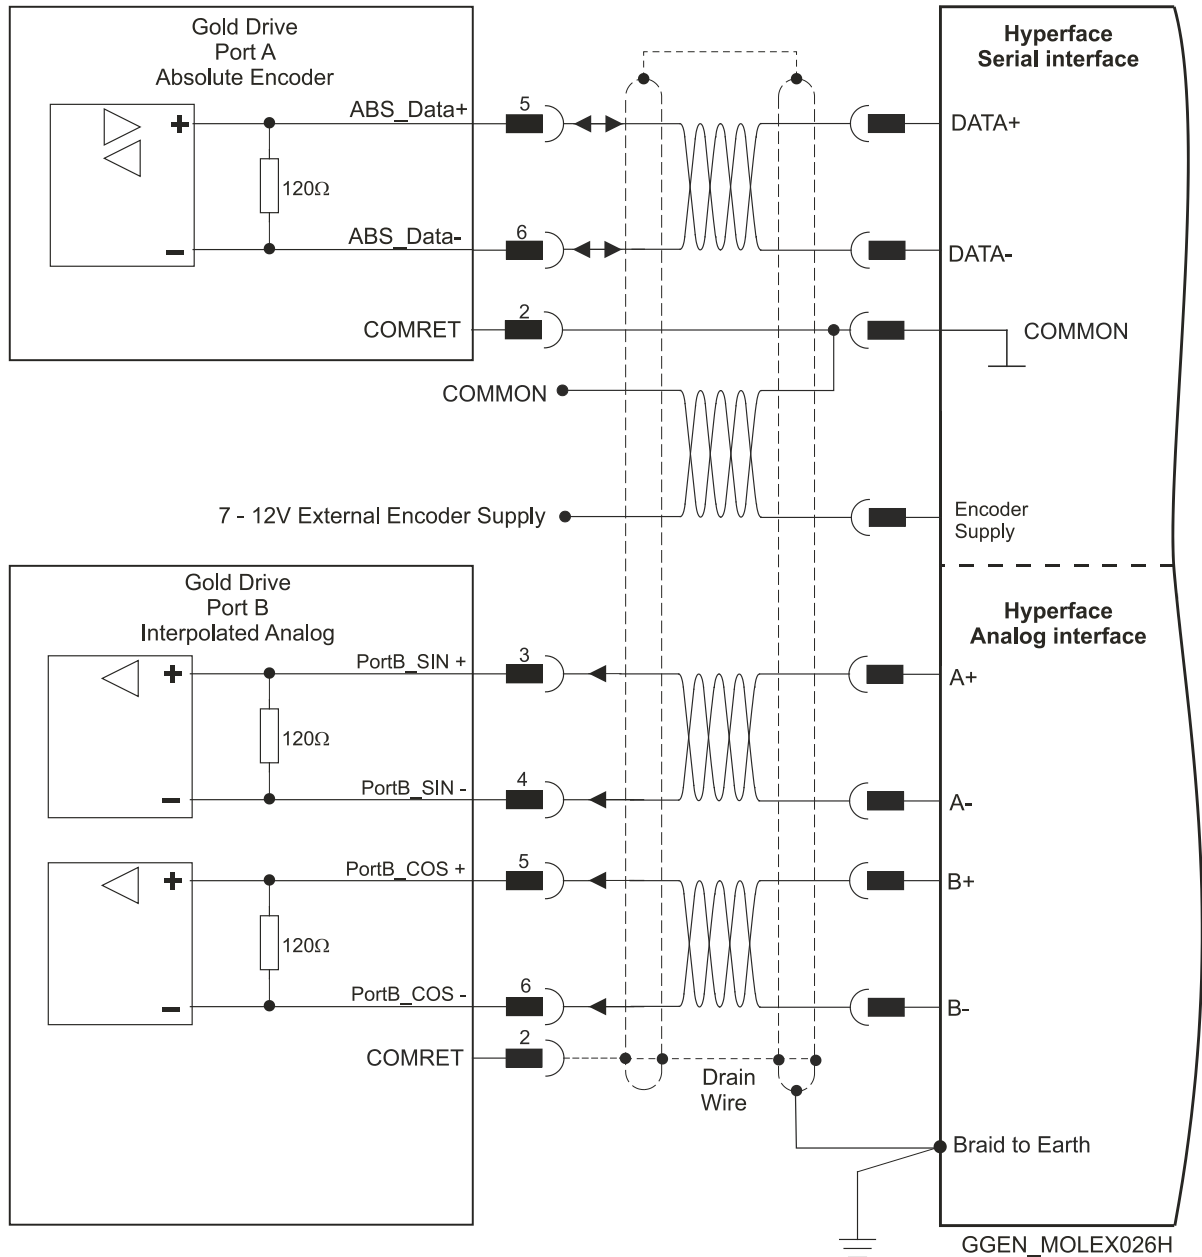 Gold Drive
Port A
Absolute Encoder
Hyperface
Serial interface
ABS_Data+
5
DATA+
+
120Ω
ABS_Data-
6
DATA-
-
COMRET
2
COMMON
COMMON
7 - 12V External Encoder Supply
Encoder
Supply
Gold Drive
Port B
Interpolated Analog
Hyperface
Analog interface
PortB_SIN +
3
A+
+
120Ω
PortB_SIN -
4
A-
-
PortB_COS +
5
B+
+
120Ω
PortB_COS -
6
B-
-
COMRET
2
Drain
Wire
Braid to Earth
GGEN_MOLEX026H